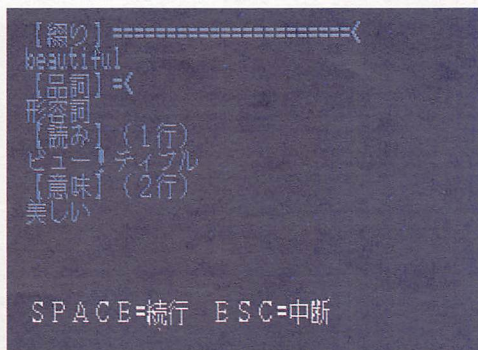 【綴り】=====================<
beautiful
【品詞】=<
形容詞
【読み】(1行)
ビューティフル
【意味】(2行)
美しい
SPACE=続行 ESC=中断